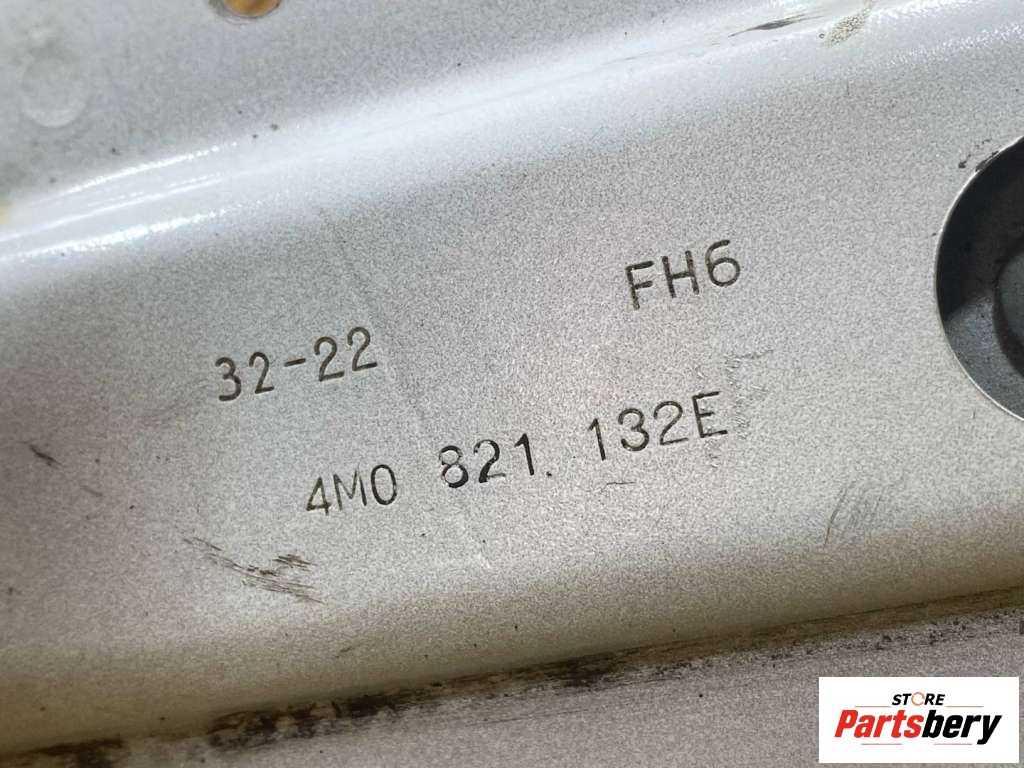 FH6
32-22
4M0 821. 132E
STORE
Partsbery